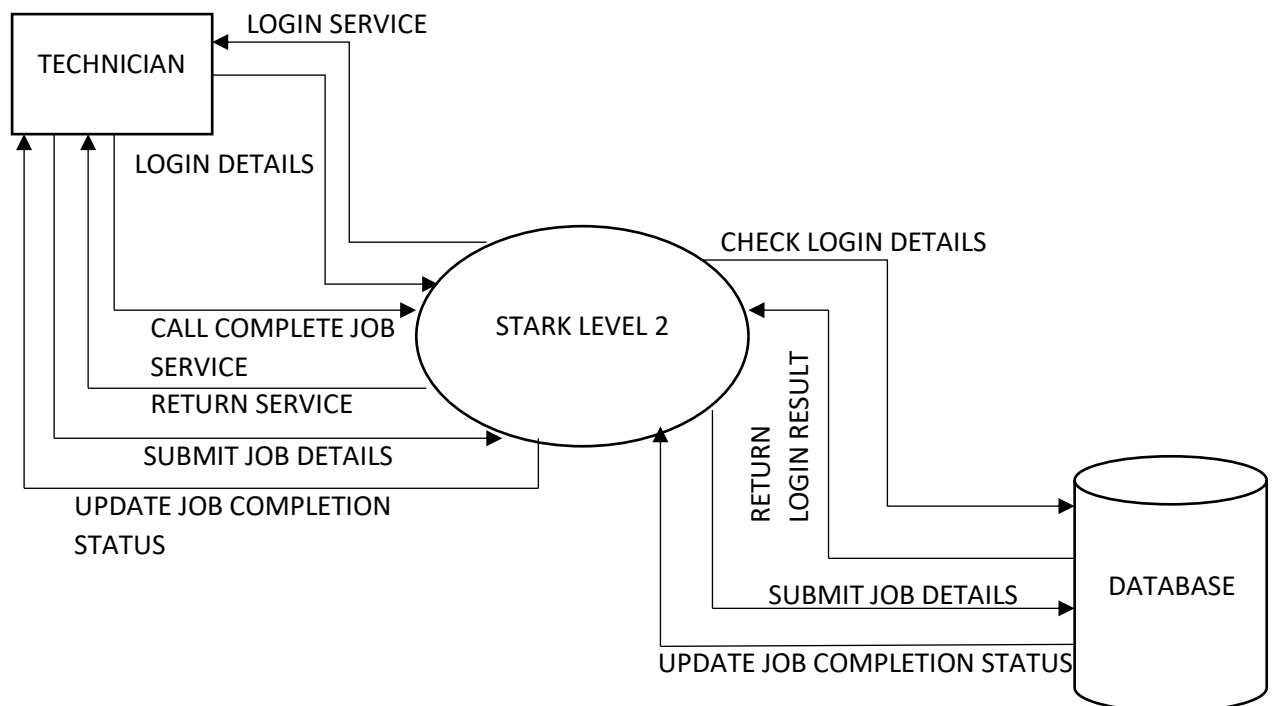 LOGIN SERVICE
TECHNICIAN
LOGIN DETAILS
CHECK LOGIN DETAILS
STARK LEVEL 2
CALL COMPLETE JOB
SERVICE
RETURN SERVICE
SUBMIT JOB DETAILS
UPDATE JOB COMPLETION
STATUS
RETURN
LOGIN RESULT
DATABASE
SUBMIT JOB DETAILS
UPDATE JOB COMPLETION STATUS